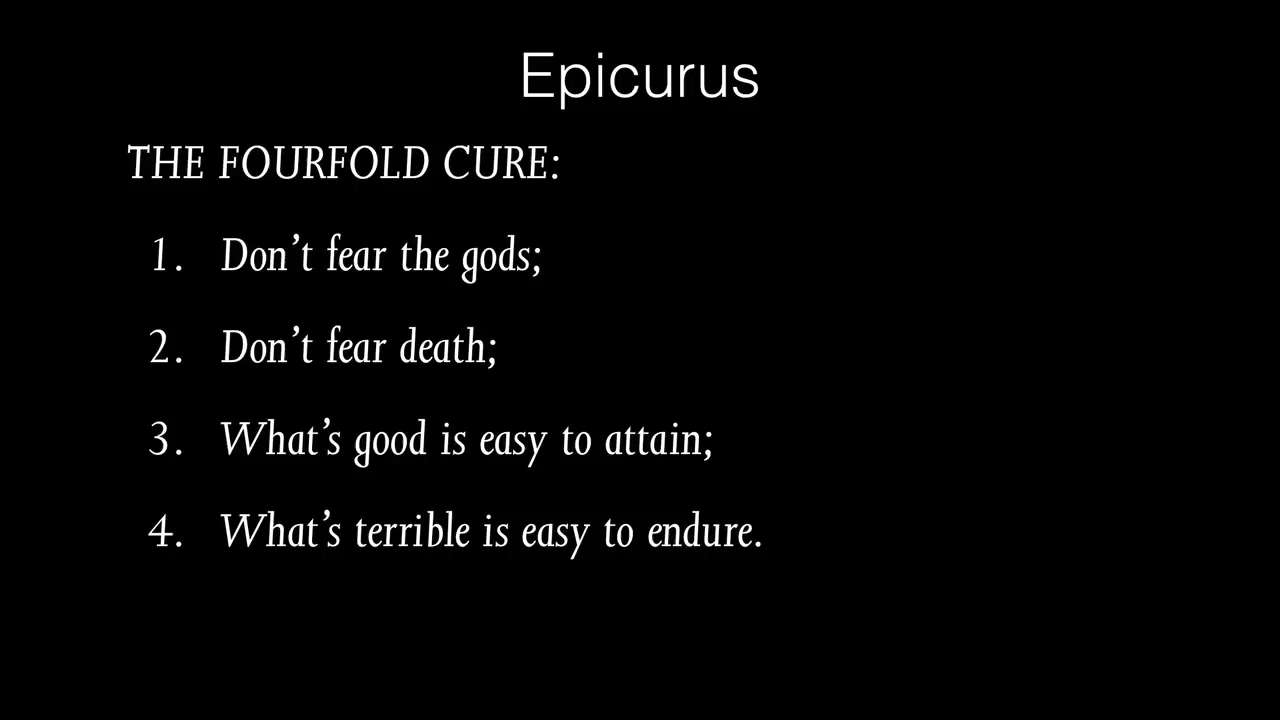 Epicurus
THE FOURFOLD CURE:
1. Don’t fear the gods;
2. Don’t fear death;
3. What’s good is easy to attain;
4. What’s terrible is easy to endure.